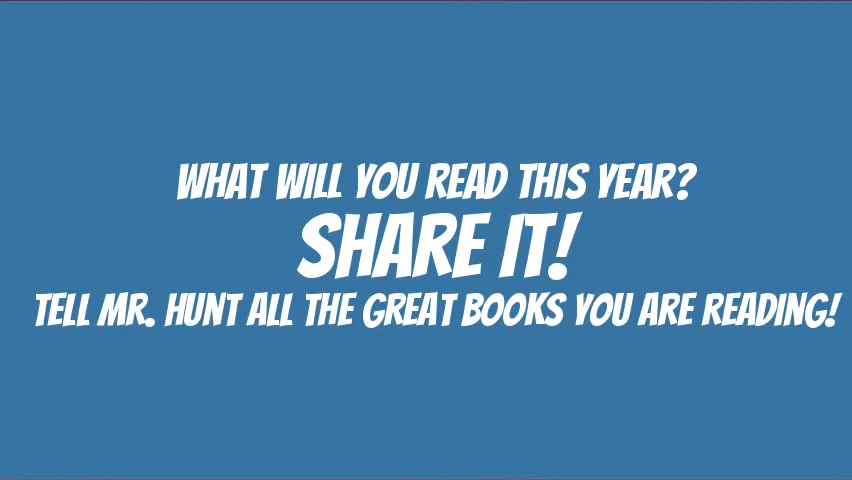 WHAT WILL YOU READ THIS YEAR?
SHARE IT!
TELL MR. HUNT ALL THE GREAT BOOKS YOU ARE READING!